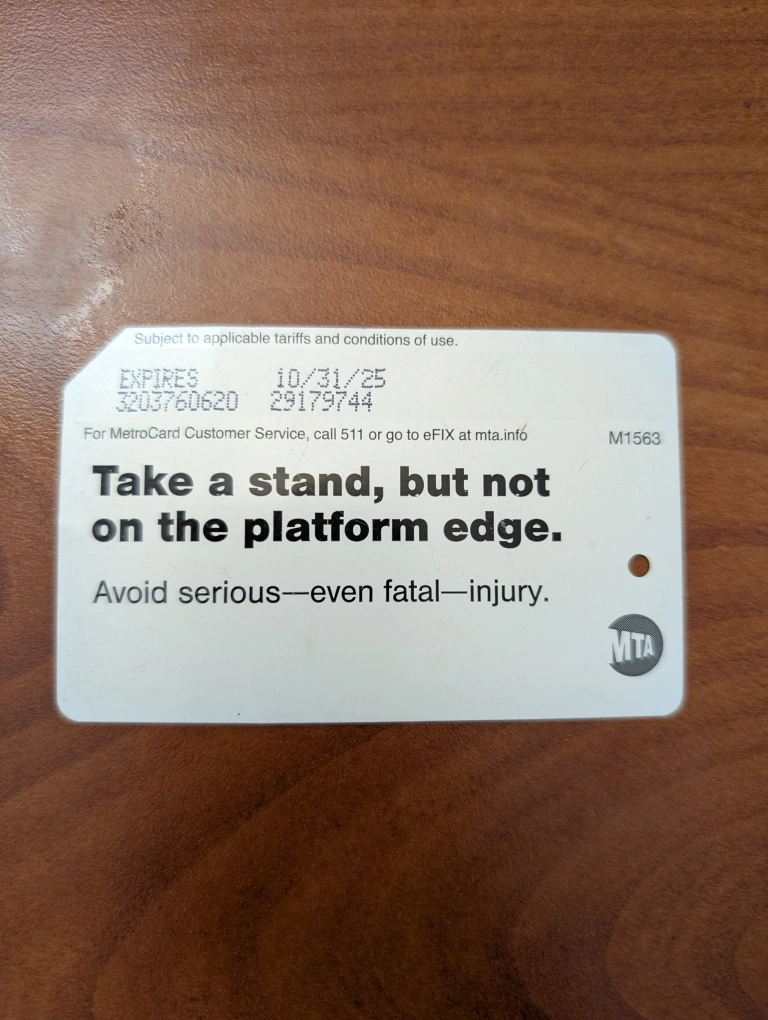 Subject to applicable tariffs and conditions of use.
EXPIRES 10/31/25
3203760620 29179744
For MetroCard Customer Service, call 511 or go to eFIX at mta.info M1563
Take a stand, but not
on the platform edge.
Avoid serious—even fatal—injury.
MTA